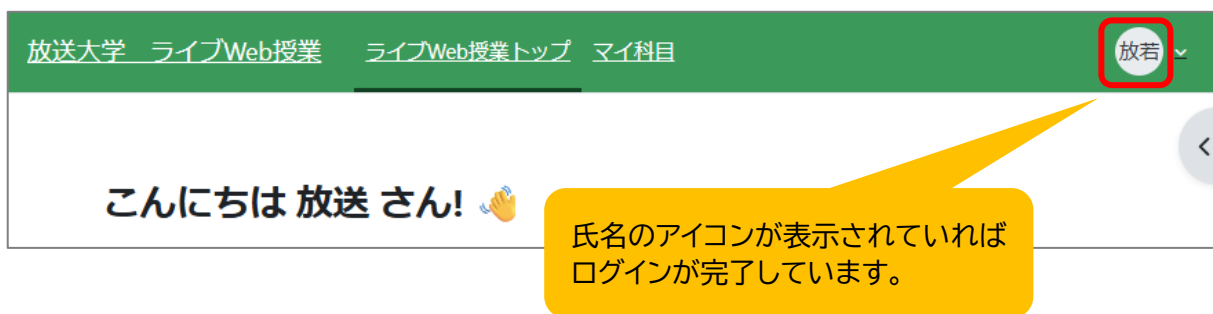 放送大学 ライブWeb授業 ライブWeb授業トップ マイ科目 放若
こんにちは 放送 さん! 👋
氏名のアイコンが表示されていれば
ログインが完了しています。